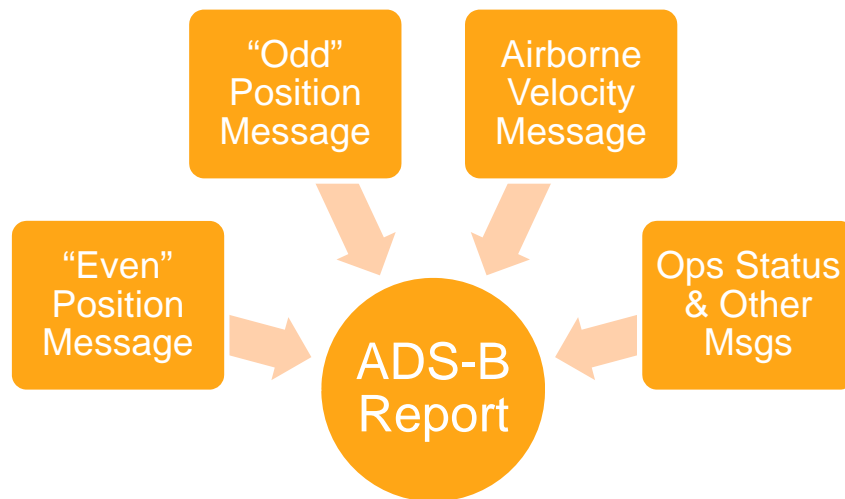 “Odd”
Position
Message
Airborne
Velocity
Message
“Even”
Position
Message
Ops Status
& Other
Msgs
ADS-B
Report